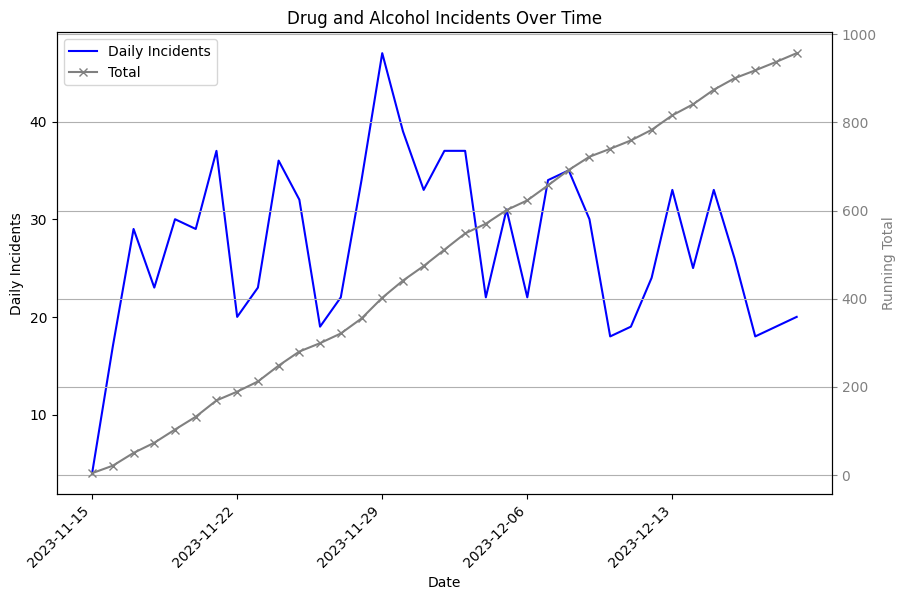 Drug and Alcohol Incidents Over Time
Daily Incidents
Total
Daily Incidents
40
30
20
10
1000
800
600
400
200
0
Running Total
2023-11-15
2023-11-22
2023-11-29
2023-12-06
2023-12-13
Date